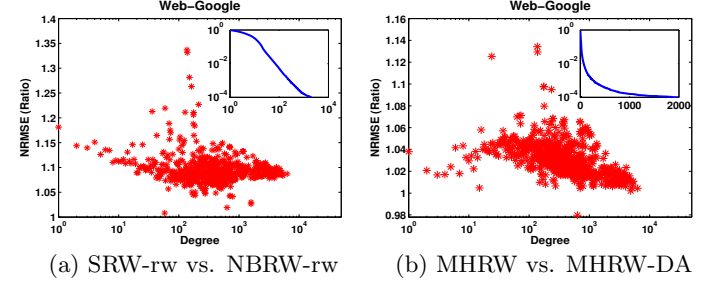 Web-Google
1.4
1.35
1.3
1.25
1.2
1.15
1.1
1.05
1
NRMSE (Ratio)
10^0 10^1 10^2 10^3 10^4
Degree
10^0
10^-2
10^-4
10^0 10^2 10^4
(a) SRW-rw vs. NBRW-rw
Web-Google
1.16
1.14
1.12
1.1
1.08
1.06
1.04
1.02
1
0.98
NRMSE (Ratio)
10^0 10^1 10^2 10^3 10^4
Degree
10^0
10^-2
10^-4
0 1000 2000
(b) MHRW vs. MHRW-DA